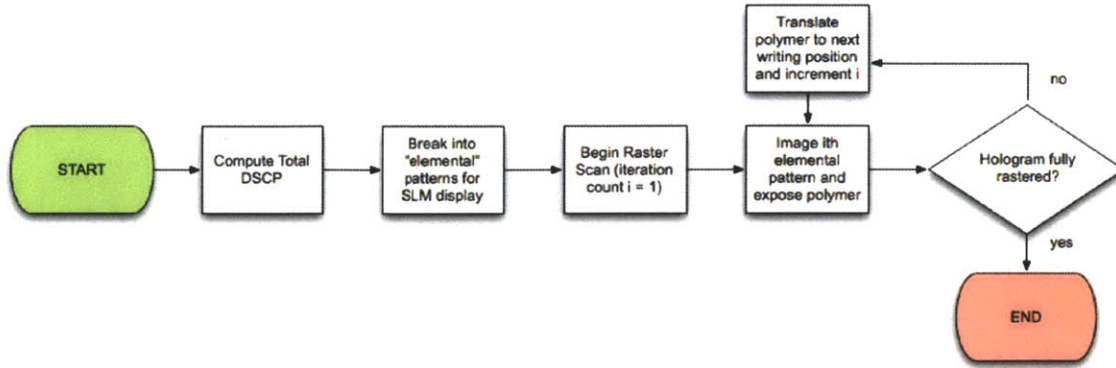 START
Compute Total
DSCP
Break into
"elemental"
patterns for
SLM display
Begin Raster
Scan (iteration
count i = 1)
Translate
polymer to next
writing position
and increment i
Image ith
elemental
pattern and
expose polymer
Hologram fully
rastered?
no
yes
END